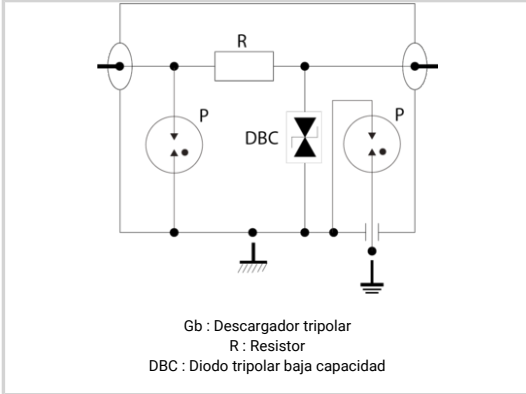 R
P
DBC
P
Gb : Descargador tripolar
R : Resistor
DBC : Diodo tripolar baja capacidad